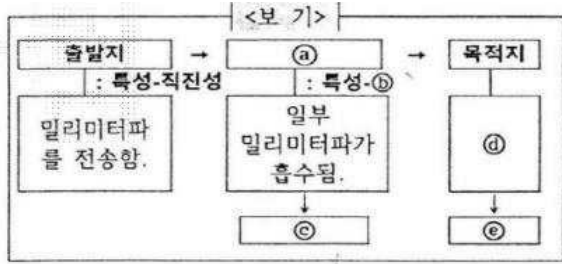 <보 기>
출발지 → ⓐ → 목적지
: 특성-직진성 : 특성-ⓑ
밀리미터파
를 전송함.
일부
밀리미터파가
흡수됨.
ⓓ
↓ ↓
ⓒ ⓔ